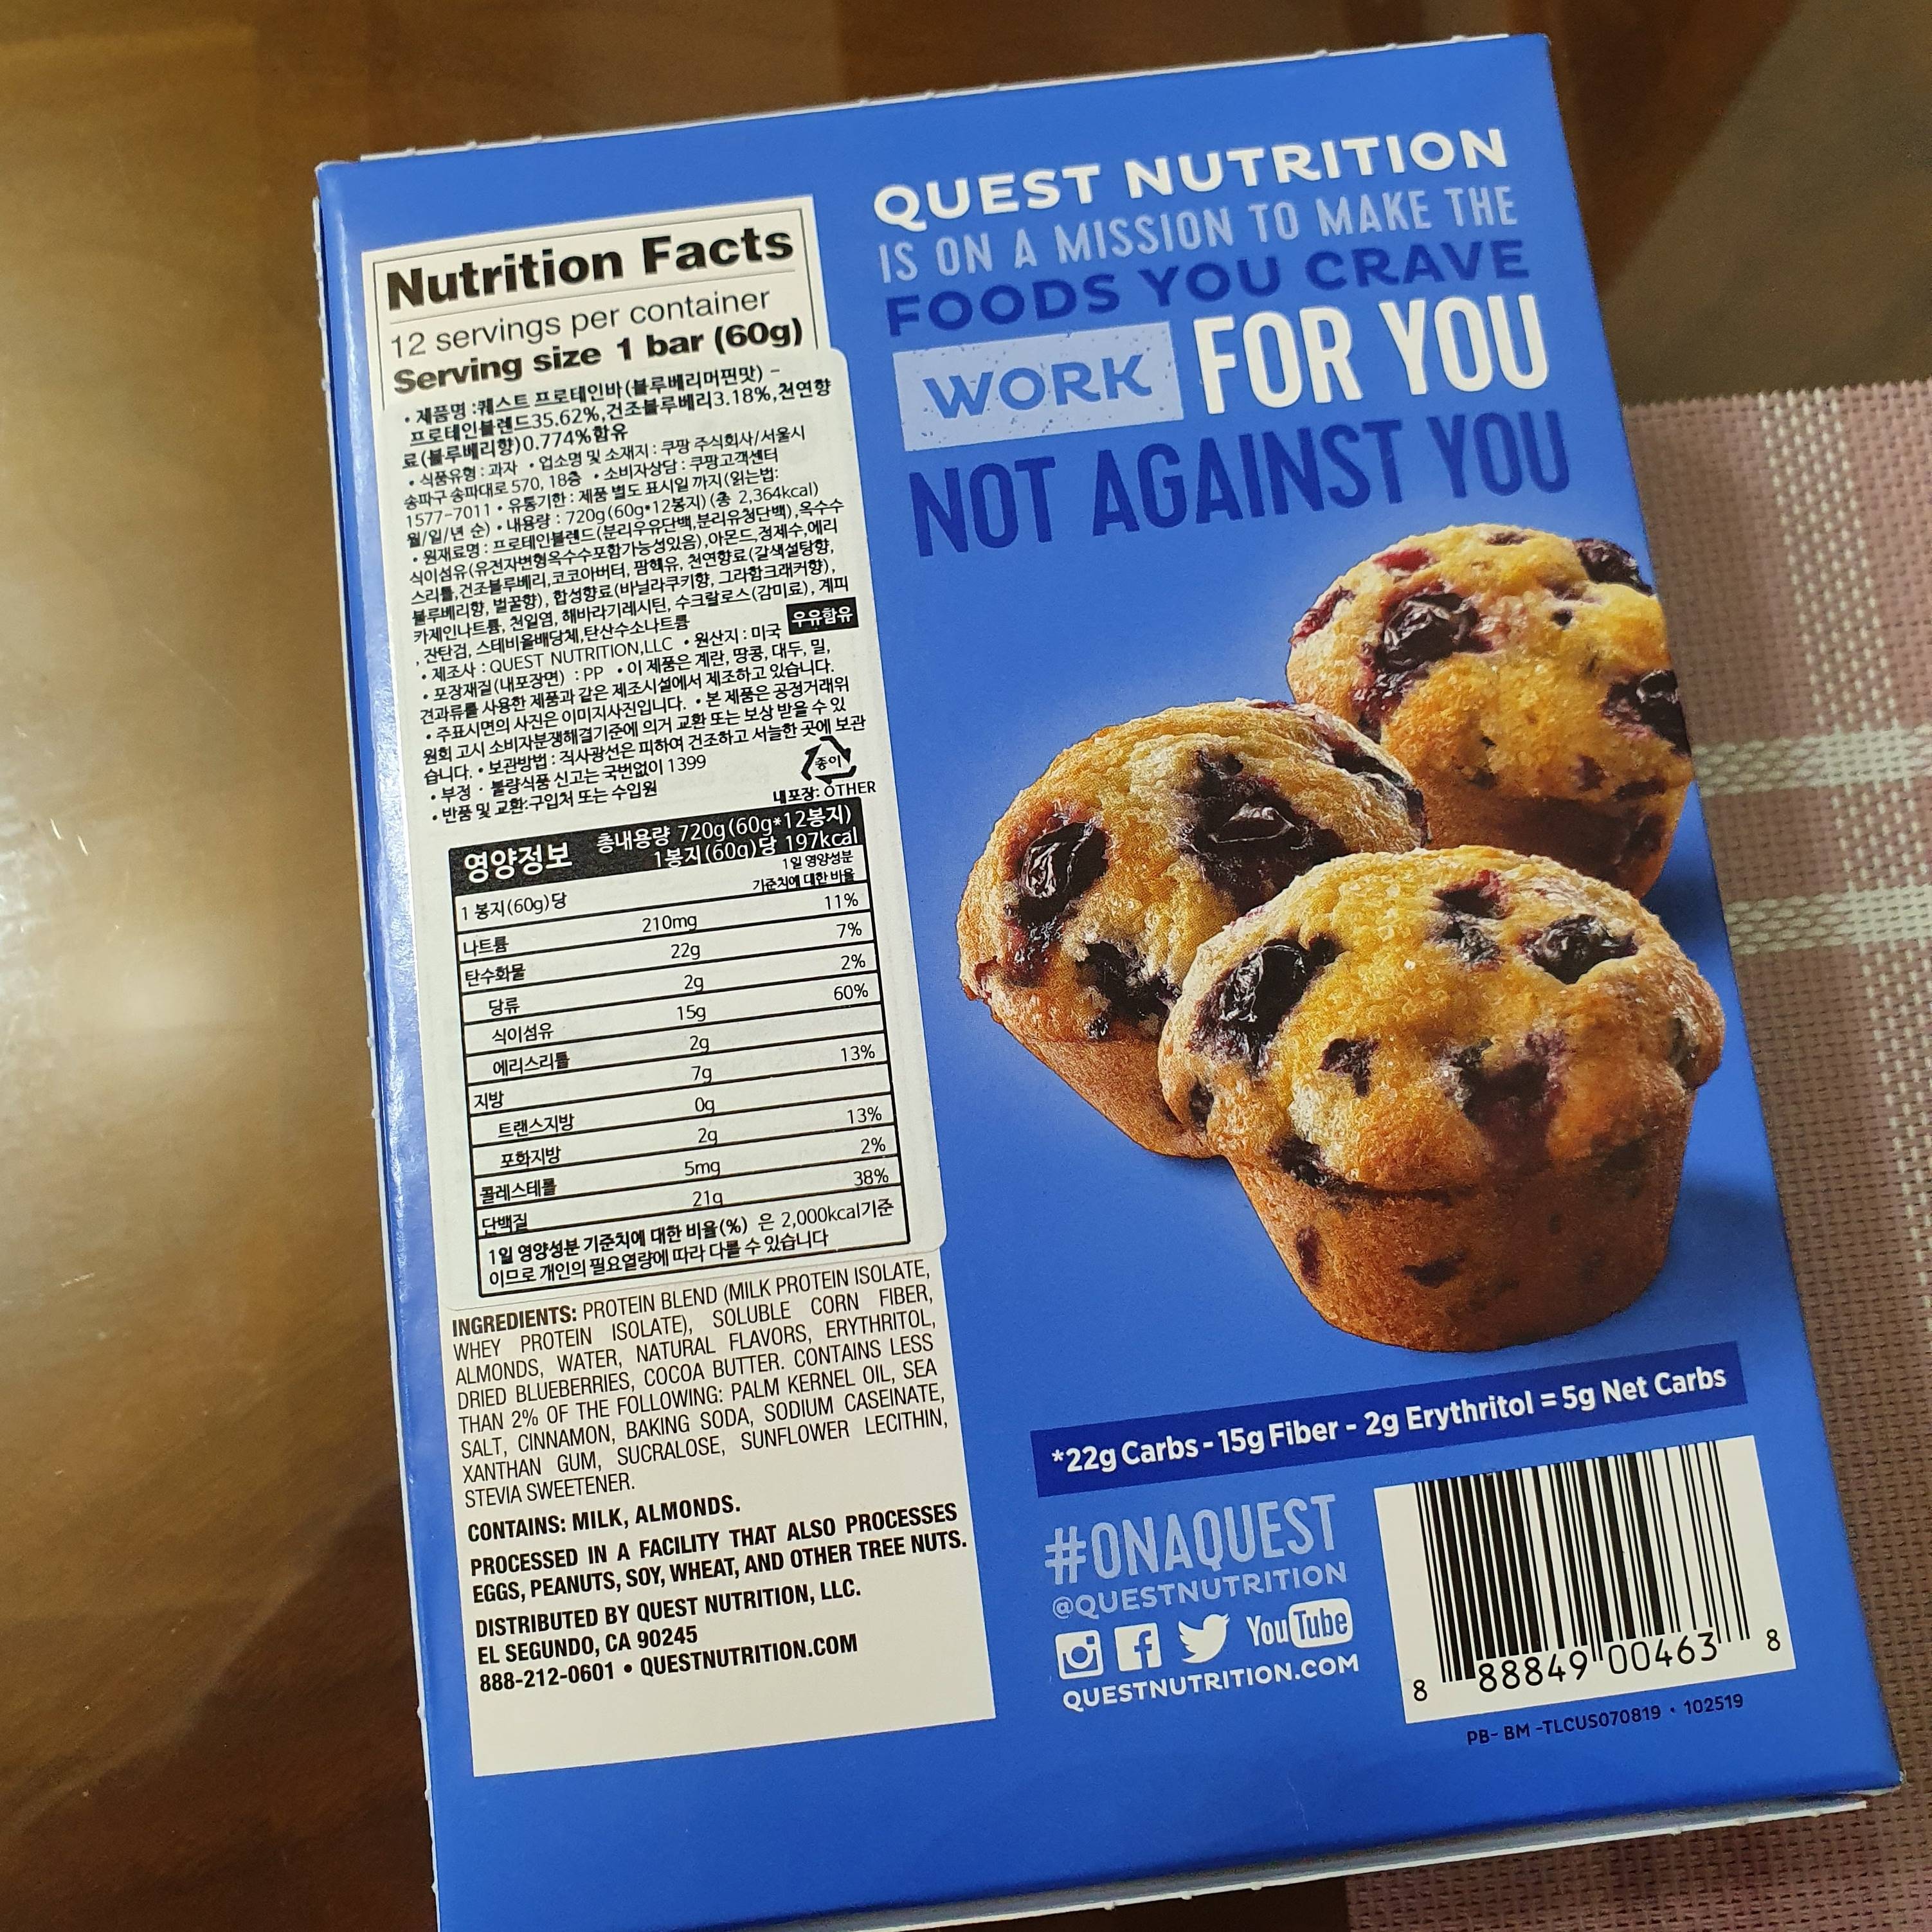 Nutrition Facts
12 servings per container
Serving size 1 bar (60g)
• 제품명 :퀘스트 프로테인바(블루베리머핀맛) -
프로테인블렌드35.62%,건조블루베리3.18%,천연향
료(블루베리향)0.774%함유
• 식품유형 : 과자 • 업소명 및 소재지 : 쿠팡 주식회사/서울시
송파구 송파대로 570, 18층 • 소비자상담 : 쿠팡고객센터
1577-7011 • 유통기한 : 제품 별도 표시일 까지(읽는법:
월/일/년 순) • 내용량 : 720g(60g*12봉지) (총 2,364kcal)
• 원재료명 : 프로테인블렌드(분리우유단백,분리유청단백),옥수수
식이섬유(유전자변형옥수수포함가능성있음),아몬드,정제수,에리
스리톨,건조블루베리,코코아버터, 팜핵유, 천연향료(갈색설탕향,
블루베리향, 벌꿀향), 합성향료(바닐라쿠키향, 그라함크래커향),
카제인나트륨, 천일염, 해바라기레시틴, 수크랄로스(감미료), 계피
, 잔탄검, 스테비올배당체,탄산수소나트륨
우유함유
• 제조사 : QUEST NUTRITION,LLC • 원산지 : 미국
• 포장재질(내포장면) : PP • 이 제품은 계란, 땅콩, 대두, 밀,
견과류를 사용한 제품과 같은 제조시설에서 제조하고 있습니다.
• 주표시면의 사진은 이미지사진입니다. • 본 제품은 공정거래위
원회 고시 소비자분쟁해결기준에 의거 교환 또는 보상 받을 수 있
습니다. • 보관방법 : 직사광선은 피하여 건조하고 서늘한 곳에 보관
• 부정 · 불량식품 신고는 국번없이 1399
• 반품 및 교환:구입처 또는 수입원
종이
내포장: OTHER
영양정보
총내용량 720g(60g*12봉지)
1봉지(60g)당 197kcal
1 봉지(60g)당
1일 영양성분
기준치에 대한 비율
나트륨 210mg 11%
탄수화물 22g 7%
당류 2g 2%
식이섬유 15g 60%
에리스리톨 2g
지방 7g 13%
트랜스지방 0g
포화지방 2g 13%
콜레스테롤 5mg 2%
단백질 21g 38%
1일 영양성분 기준치에 대한 비율(%) 은 2,000kcal기준
이므로 개인의 필요열량에 따라 다를 수 있습니다
INGREDIENTS: PROTEIN BLEND (MILK PROTEIN ISOLATE,
WHEY PROTEIN ISOLATE), SOLUBLE CORN FIBER,
ALMONDS, WATER, NATURAL FLAVORS, ERYTHRITOL,
DRIED BLUEBERRIES, COCOA BUTTER. CONTAINS LESS
THAN 2% OF THE FOLLOWING: PALM KERNEL OIL, SEA
SALT, CINNAMON, BAKING SODA, SODIUM CASEINATE,
XANTHAN GUM, SUCRALOSE, SUNFLOWER LECITHIN,
STEVIA SWEETENER.
CONTAINS: MILK, ALMONDS.
PROCESSED IN A FACILITY THAT ALSO PROCESSES
EGGS, PEANUTS, SOY, WHEAT, AND OTHER TREE NUTS.
DISTRIBUTED BY QUEST NUTRITION, LLC.
EL SEGUNDO, CA 90245
888-212-0601 • QUESTNUTRITION.COM
QUEST NUTRITION
IS ON A MISSION TO MAKE THE
FOODS YOU CRAVE
WORK FOR YOU
NOT AGAINST YOU
*22g Carbs - 15g Fiber - 2g Erythritol = 5g Net Carbs
#ONAQUEST
@QUESTNUTRITION
YouTube
QUESTNUTRITION.COM
8 88849 00463 8
PB- BM -TLCUS070819 • 102519